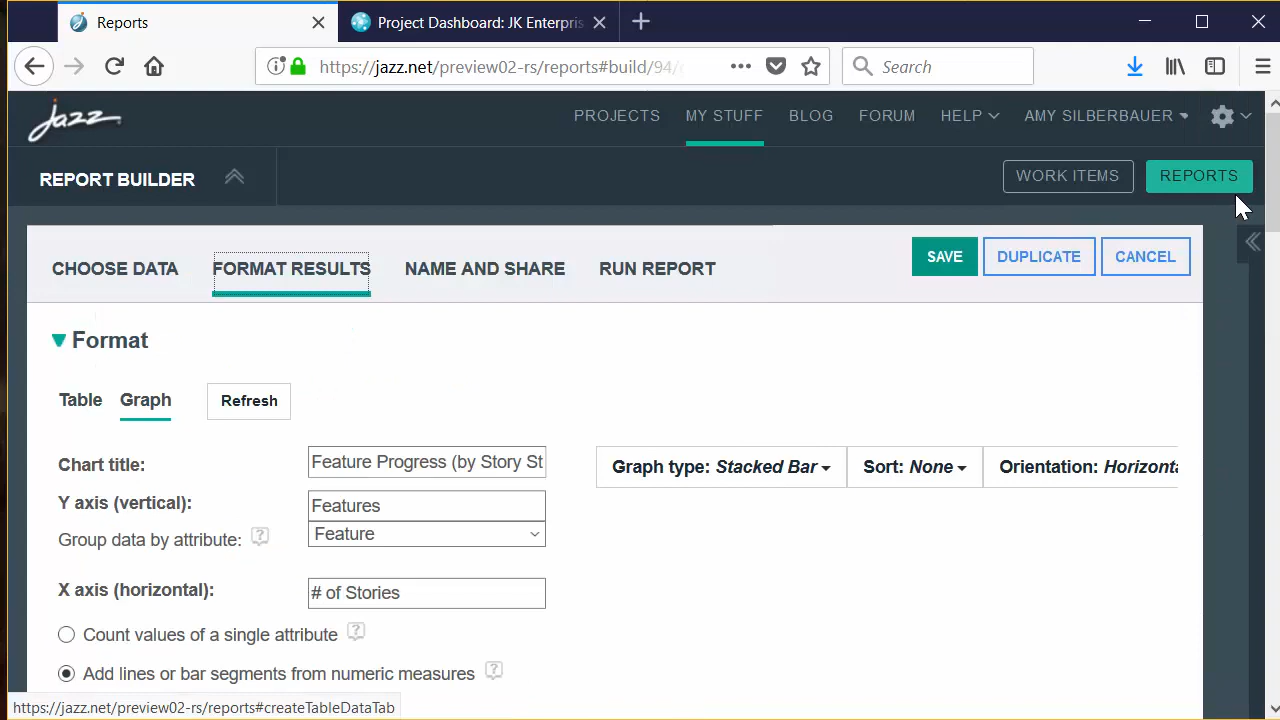 Reports
Project Dashboard: JK Enterpris
https://jazz.net/preview02-rs/reports#build/94/
Search
jazz
PROJECTS MY STUFF BLOG FORUM HELP AMY SILBERBAUER
REPORT BUILDER
WORK ITEMS REPORTS
CHOOSE DATA FORMAT RESULTS NAME AND SHARE RUN REPORT
SAVE DUPLICATE CANCEL
Format
Table Graph Refresh
Chart title: Feature Progress (by Story St
Graph type: Stacked Bar Sort: None Orientation: Horizonta
Y axis (vertical): Features
Group data by attribute: ? Feature
X axis (horizontal): # of Stories
Count values of a single attribute ?
Add lines or bar segments from numeric measures ?
https://jazz.net/preview02-rs/reports#createTableDataTab